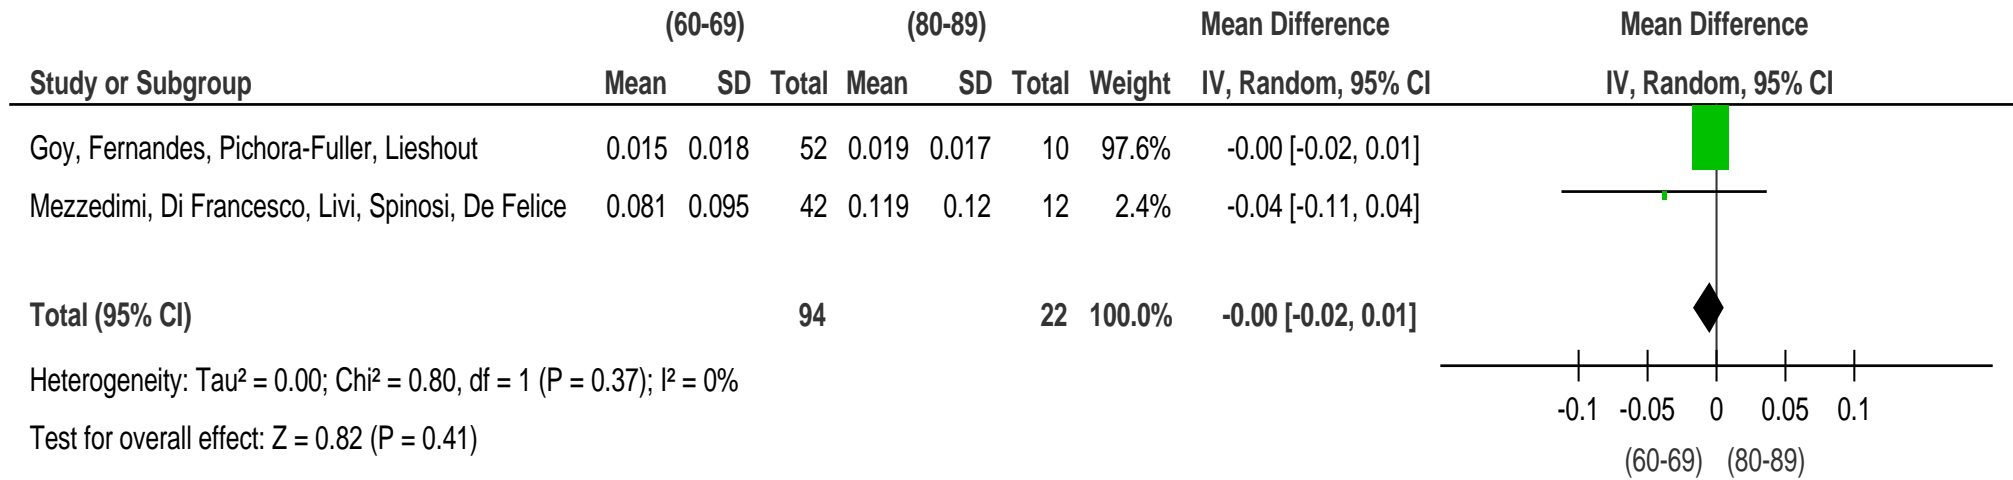 (60-69) (80-89) Mean Difference Mean Difference
Study or Subgroup Mean SD Total Mean SD Total Weight IV, Random, 95% CI IV, Random, 95% CI
Goy, Fernandes, Pichora-Fuller, Lieshout 0.015 0.018 52 0.019 0.017 10 97.6% -0.00 [-0.02, 0.01]
Mezzedimi, Di Francesco, Livi, Spinosi, De Felice 0.081 0.095 42 0.119 0.12 12 2.4% -0.04 [-0.11, 0.04]
Total (95% CI) 94 22 100.0% -0.00 [-0.02, 0.01]
Heterogeneity: Tau² = 0.00; Chi² = 0.80, df = 1 (P = 0.37); I² = 0%
Test for overall effect: Z = 0.82 (P = 0.41)
-0.1 -0.05 0 0.05 0.1
(60-69) (80-89)